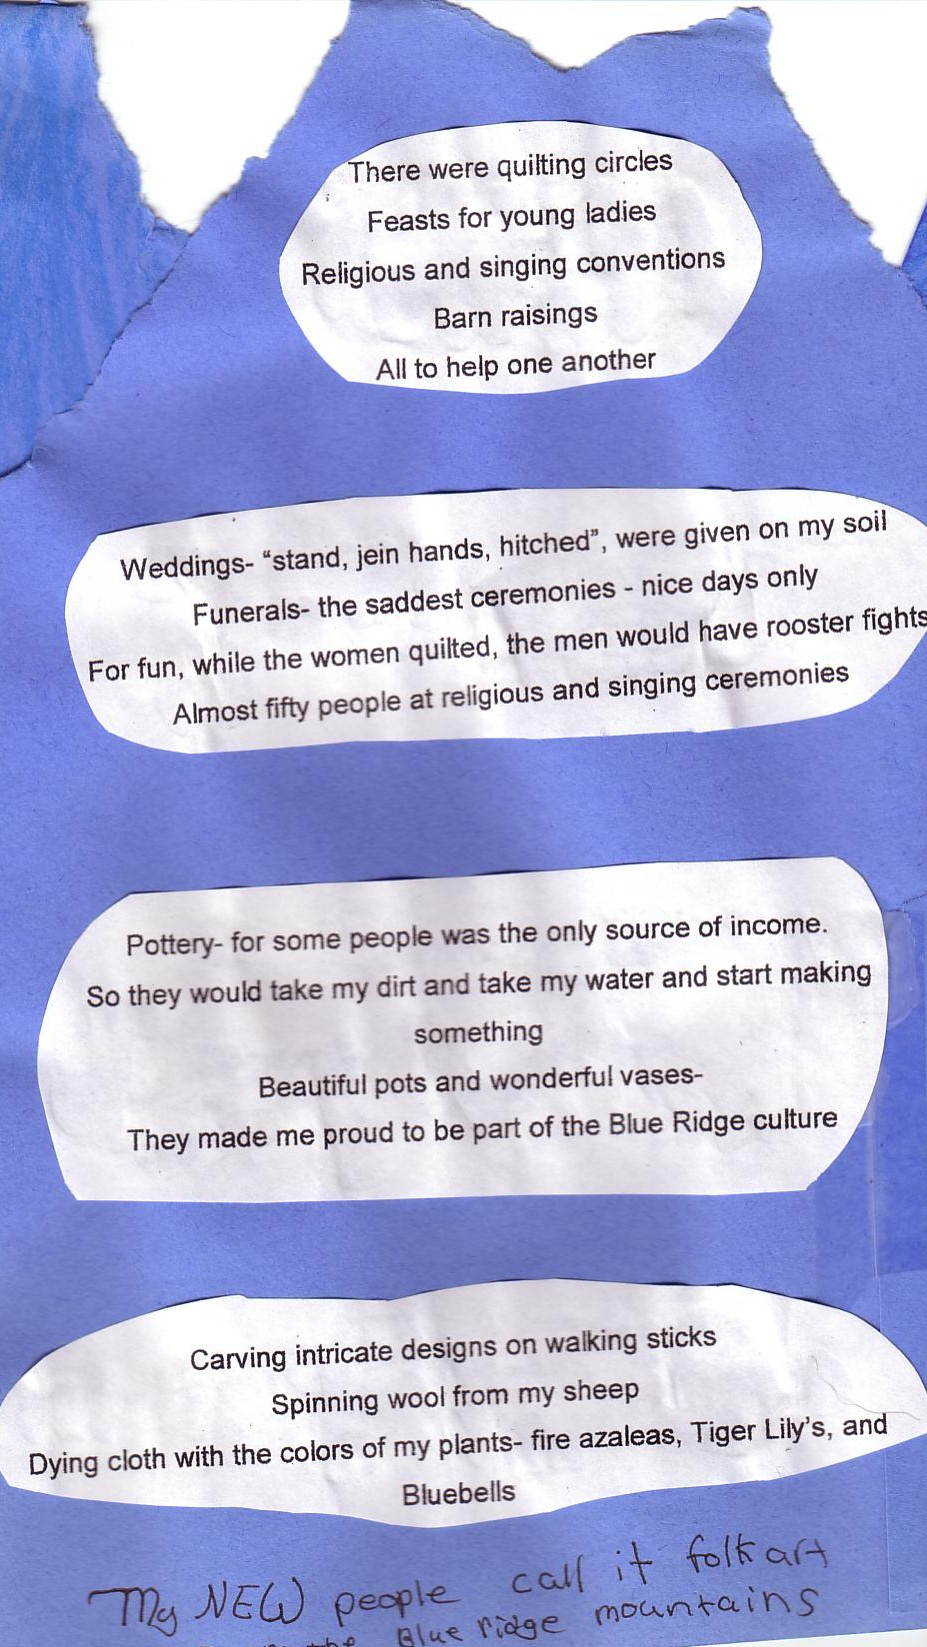 There were quilting circles
Feasts for young ladies
Religious and singing conventions
Barn raisings
All to help one another
Weddings- “stand, jein hands, hitched”, were given on my soil
Funerals- the saddest ceremonies - nice days only
For fun, while the women quilted, the men would have rooster fights
Almost fifty people at religious and singing ceremonies
Pottery- for some people was the only source of income.
So they would take my dirt and take my water and start making
something
Beautiful pots and wonderful vases-
They made me proud to be part of the Blue Ridge culture
Carving intricate designs on walking sticks
Spinning wool from my sheep
Dying cloth with the colors of my plants- fire azaleas, Tiger Lily’s, and
Bluebells
My NEW people call it folk art
the Blue ridge mountains